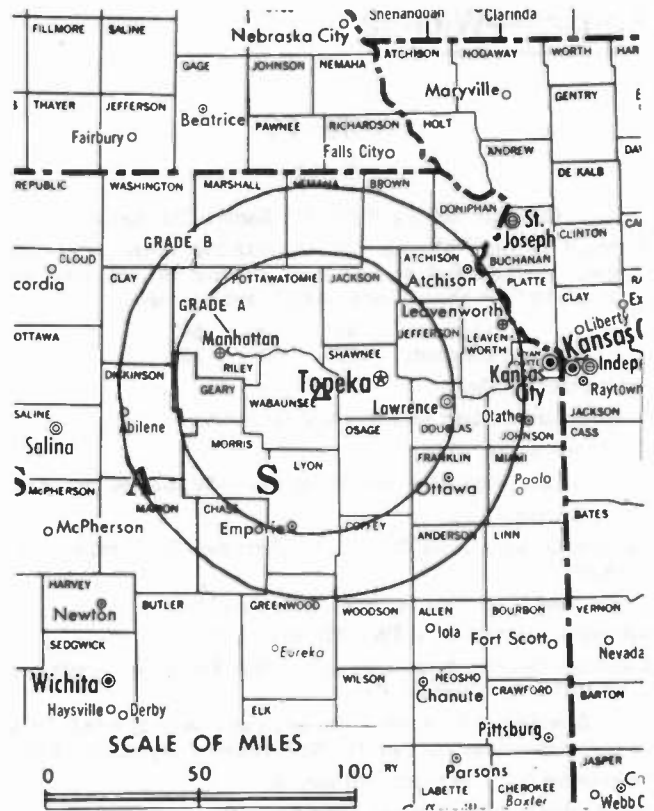 Shenandoah Clarinda
Nebraska City
FILLMORE SALINE
ATCHISON NODAWAY WORTH HAR
GAGE JOHNSON NEMAHA
Maryville
GENTRY
THAYER JEFFERSON
Beatrice
HOLT
PAWNEE RICHARDSON
Fairbury
Falls City
ANDREW
DE KALB
REPUBLIC WASHINGTON MARSHALL NEMAHA BROWN
DONIPHAN
St.
Joseph
CLINTON
GRADE B
CLOUD
ATCHISON
BUCHANAN
cordia
CLAY
POTTAWATOMIE JACKSON
Atchison
PLATTE
CLAY
GRADE A
Leavenworth
Liberty
OTTAWA
Manhattan
JEFFERSON
LEAVEN-
WORTH
Kansas C
SHAWNEE
Indepe
DICKINSON
RILEY
GEARY
WABAUNSEE
Topeka
Kansas
City
Raytown
Abilene
Lawrence
Olathe
JACKSON
SALINE
DOUGLAS
JOHNSON
CASS
Salina
MORRIS
OSAGE
FRANKLIN MIAMI
LYON
Ottawa
Paola
S A S
McPHERSON
MARION
CHASE
Emporia
COFFEY
ANDERSON LINN
BATES
McPherson
HARVEY
Newton
BUTLER
GREENWOOD
WOODSON
ALLEN
BOURBON
VERNON
Iola
Fort Scott
Nevada
SEDGWICK
Eureka
Wichita
WILSON
NEOSHO
Chanute
CRAWFORD
BARTON
Haysville
Derby
ELK
Pittsburg
SCALE OF MILES
JASPER
0 50 100
RY
Parsons
LABETTE
CHEROKEE
Baxter
Webb C